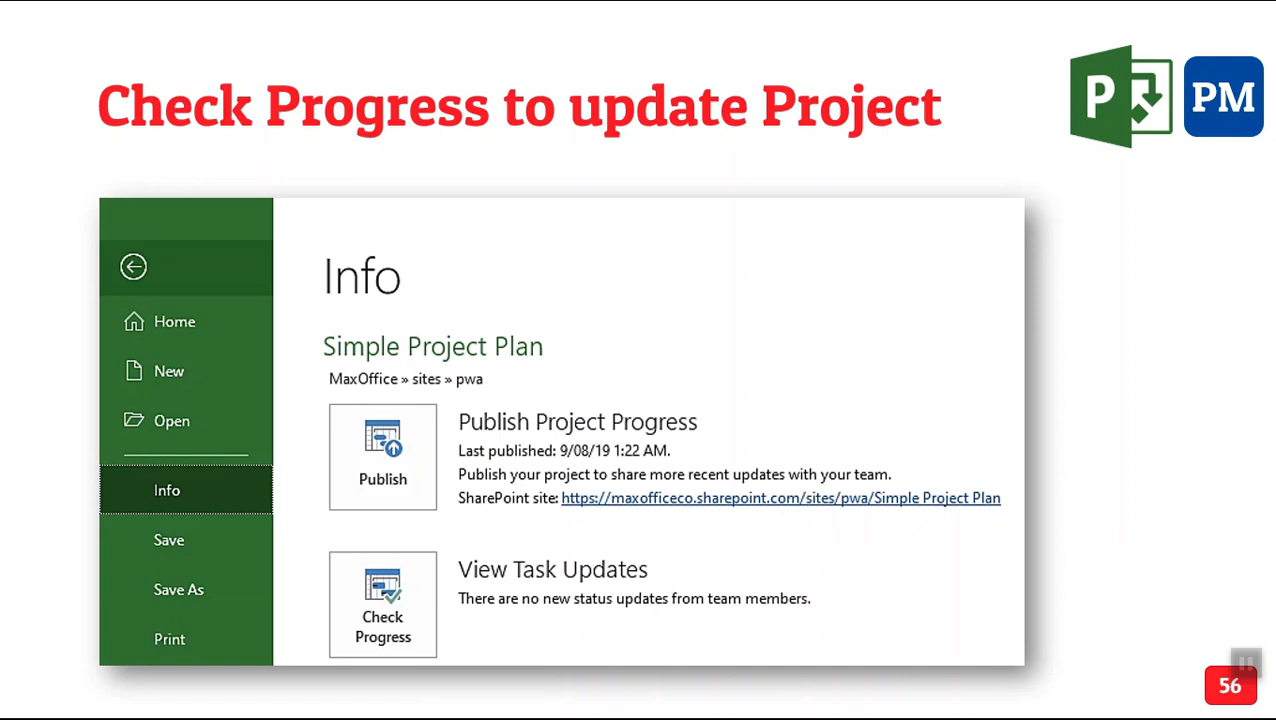 Check Progress to update Project
P
PM
Info
Home
New
Open
Info
Save
Save As
Print
Simple Project Plan
MaxOffice » sites » pwa
Publish
Publish Project Progress
Last published: 9/08/19 1:22 AM.
Publish your project to share more recent updates with your team.
SharePoint site: https://maxofficeco.sharepoint.com/sites/pwa/Simple Project Plan
Check
Progress
View Task Updates
There are no new status updates from team members.
56